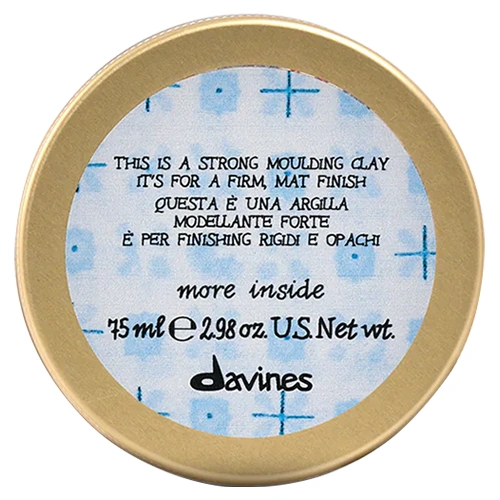 THIS IS A STRONG MOULDING CLAY
IT'S FOR A FIRM, MAT FINISH
QUESTA È UNA ARGILLA
MODELLANTE FORTE
È PER FINISHING RIGIDI E OPACHI
more inside
75 ml ℮ 2.98 oz. U.S. Net wt.
davines